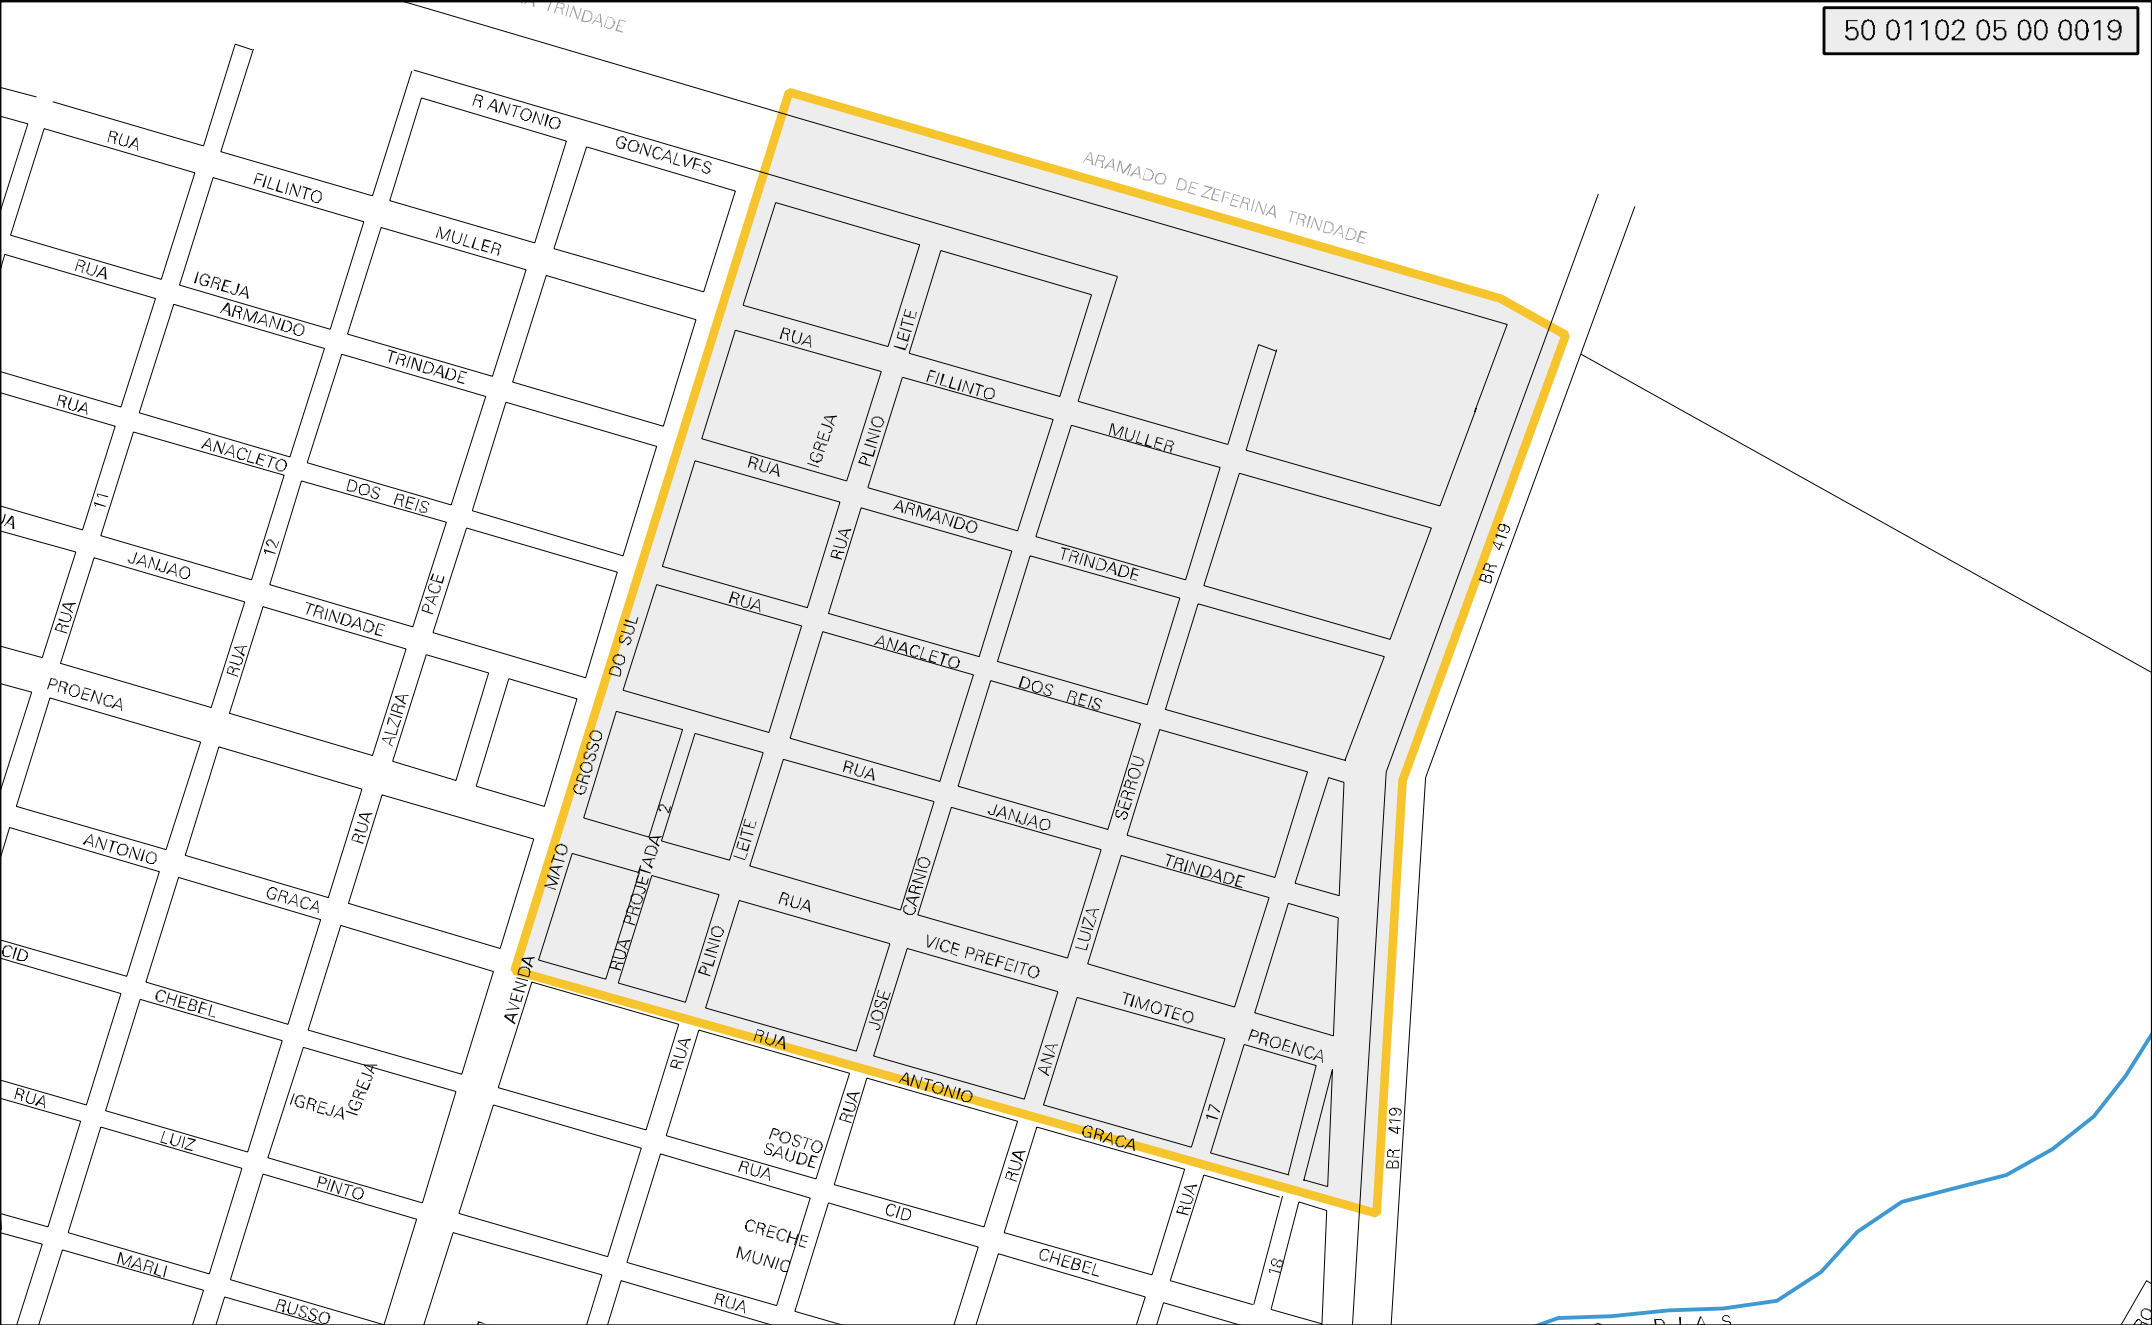 TRINDADE
50 01102 05 00 0019
R ANTONIO GONCALVES
ARAMADO DE ZEFERINA TRINDADE
RUA FILLINTO MULLER
IGREJA
RUA ARMANDO TRINDADE
RUA ANACLETO DOS REIS
JANJAO TRINDADE
RUA 11
RUA 12
RUA ALZIRA PACE
PROENCA
ANTONIO GRACA
CID CHEBEL
IGREJA
IGREJA
RUA LUIZ PINTO
MARLI RUSSO
AVENIDA MATO GROSSO DO SUL
RUA FILLINTO MULLER
IGREJA
RUA ARMANDO TRINDADE
RUA ANACLETO DOS REIS
RUA JANJAO TRINDADE
RUA VICE PREFEITO TIMOTEO PROENCA
RUA ANTONIO GRACA
RUA PROJETADA 2
RUA PLINIO LEITE
RUA PLINIO LEITE
RUA JOSE CARNIO
RUA ANA LUIZA SERROU
RUA 17
18
BR 419
BR 419
POSTO
SAUDE
RUA CID CHEBEL
CRECHE
MUNIC
RUA